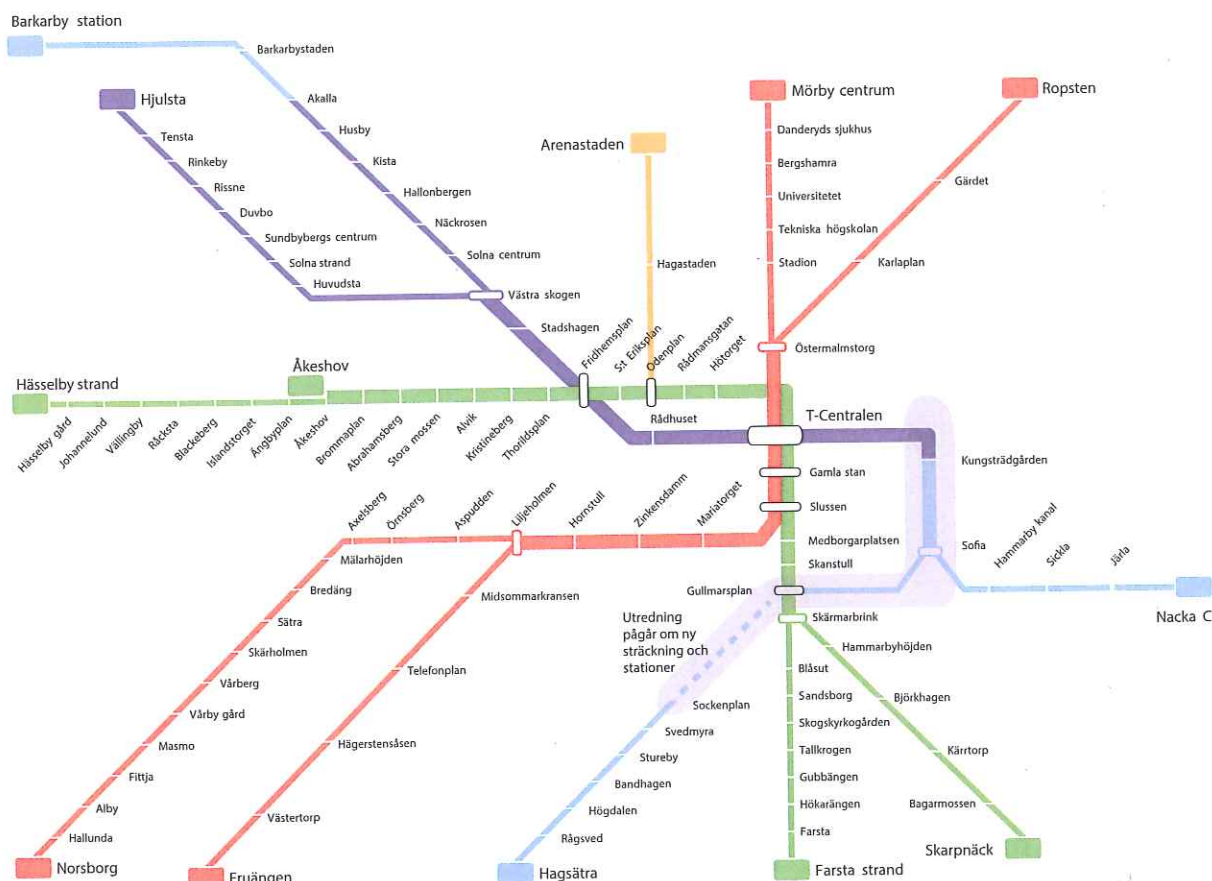 Barkarby station
Barkarbystaden
Akalla
Husby
Kista
Hallonbergen
Näckrosen
Solna centrum
Västra skogen
Stadshagen
Hjulsta
Tensta
Rinkeby
Rissne
Duvbo
Sundbybergs centrum
Solna strand
Huvudsta
Arenastaden
Hagastaden
Mörby centrum
Danderyds sjukhus
Bergshamra
Universitetet
Tekniska högskolan
Stadion
Ropsten
Gärdet
Karlaplan
Östermalmstorg
Hässelby strand
Åkeshov
Hässelby gård
Johannelund
Vällingby
Råcksta
Blackeberg
Islandstorget
Ängbyplan
Åkeshov
Brommaplan
Abrahamsberg
Stora mossen
Alvik
Kristineberg
Thorildsplan
Fridhemsplan
S:t Eriksplan
Odenplan
Rådmansgatan
Hötorget
Rådhuset
T-Centralen
Kungsträdgården
Gamla stan
Slussen
Medborgarplatsen
Skanstull
Gullmarsplan
Skärmarbrink
Sofia
Hammarby kanal
Sickla
Järla
Nacka C
Axelsberg
Örnsberg
Aspudden
Liljeholmen
Hornstull
Zinkensdamm
Mariatorget
Mälarhöjden
Bredäng
Sätra
Skärholmen
Vårberg
Vårby gård
Masmo
Fittja
Alby
Hallunda
Norsborg
Midsommarkransen
Telefonplan
Hägerstensåsen
Västertorp
Fruängen
Utredning
pågår om ny
sträckning och
stationer
Sockenplan
Svedmyra
Stureby
Bandhagen
Högdalen
Rågsved
Hagsätra
Blåsut
Sandsborg
Skogskyrkogården
Tallkrogen
Gubbängen
Hökarängen
Farsta
Farsta strand
Hammarbyhöjden
Björkhagen
Kärrtorp
Bagarmossen
Skarpnäck